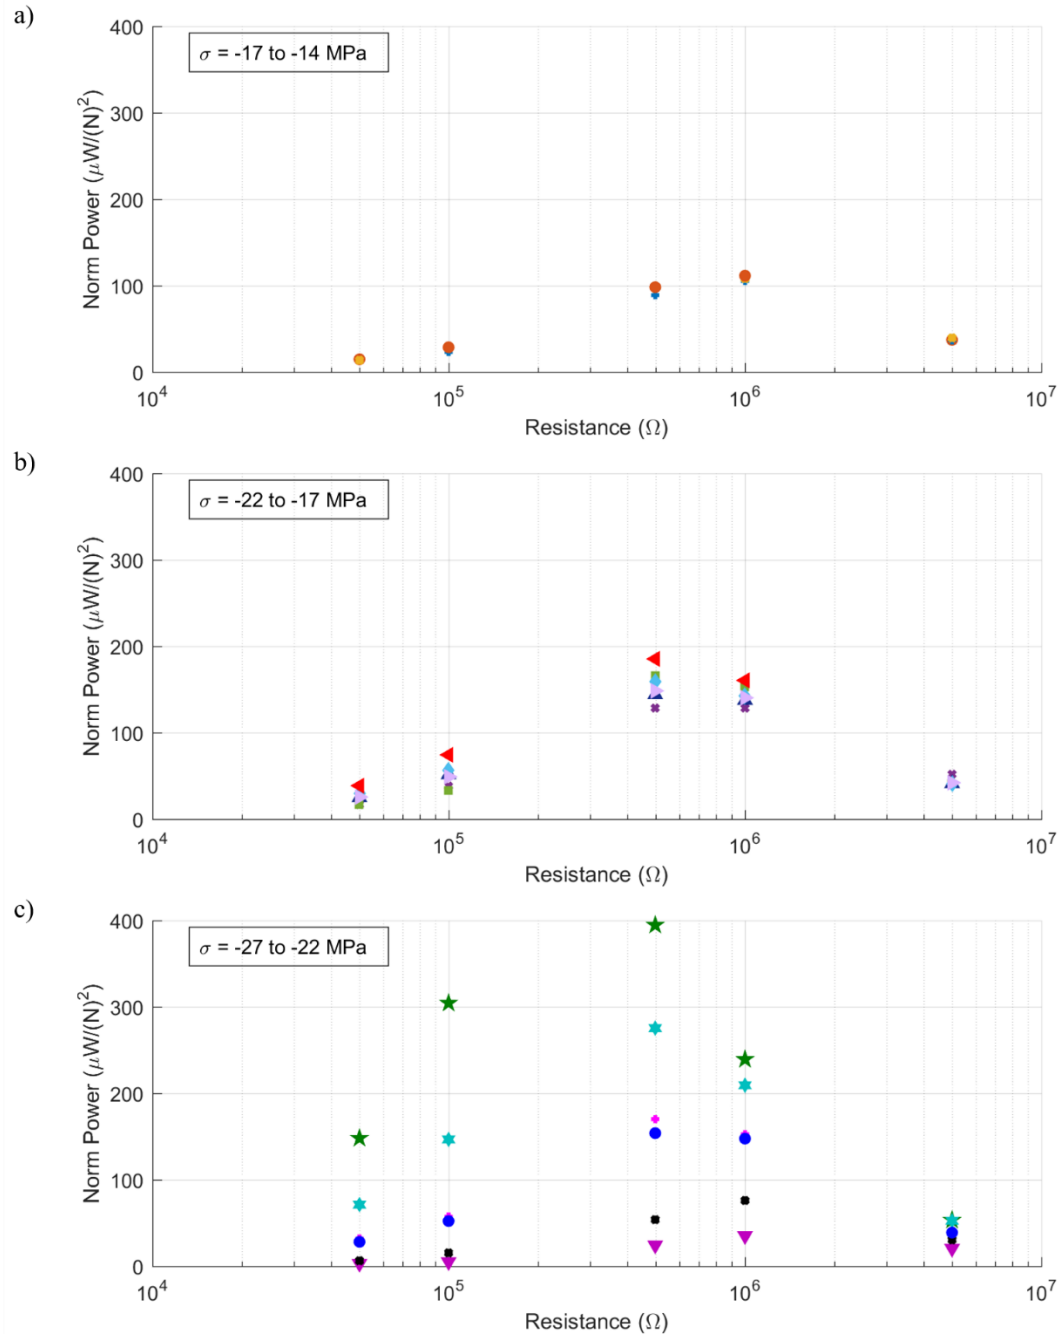 a)
400
σ = -17 to -14 MPa
300
200
100
0
Norm Power (μW/(N)²)
10⁴
10⁵
10⁶
10⁷
Resistance (Ω)
b)
400
σ = -22 to -17 MPa
300
200
100
0
Norm Power (μW/(N)²)
10⁴
10⁵
10⁶
10⁷
Resistance (Ω)
c)
400
σ = -27 to -22 MPa
300
200
100
0
Norm Power (μW/(N)²)
10⁴
10⁵
10⁶
10⁷
Resistance (Ω)